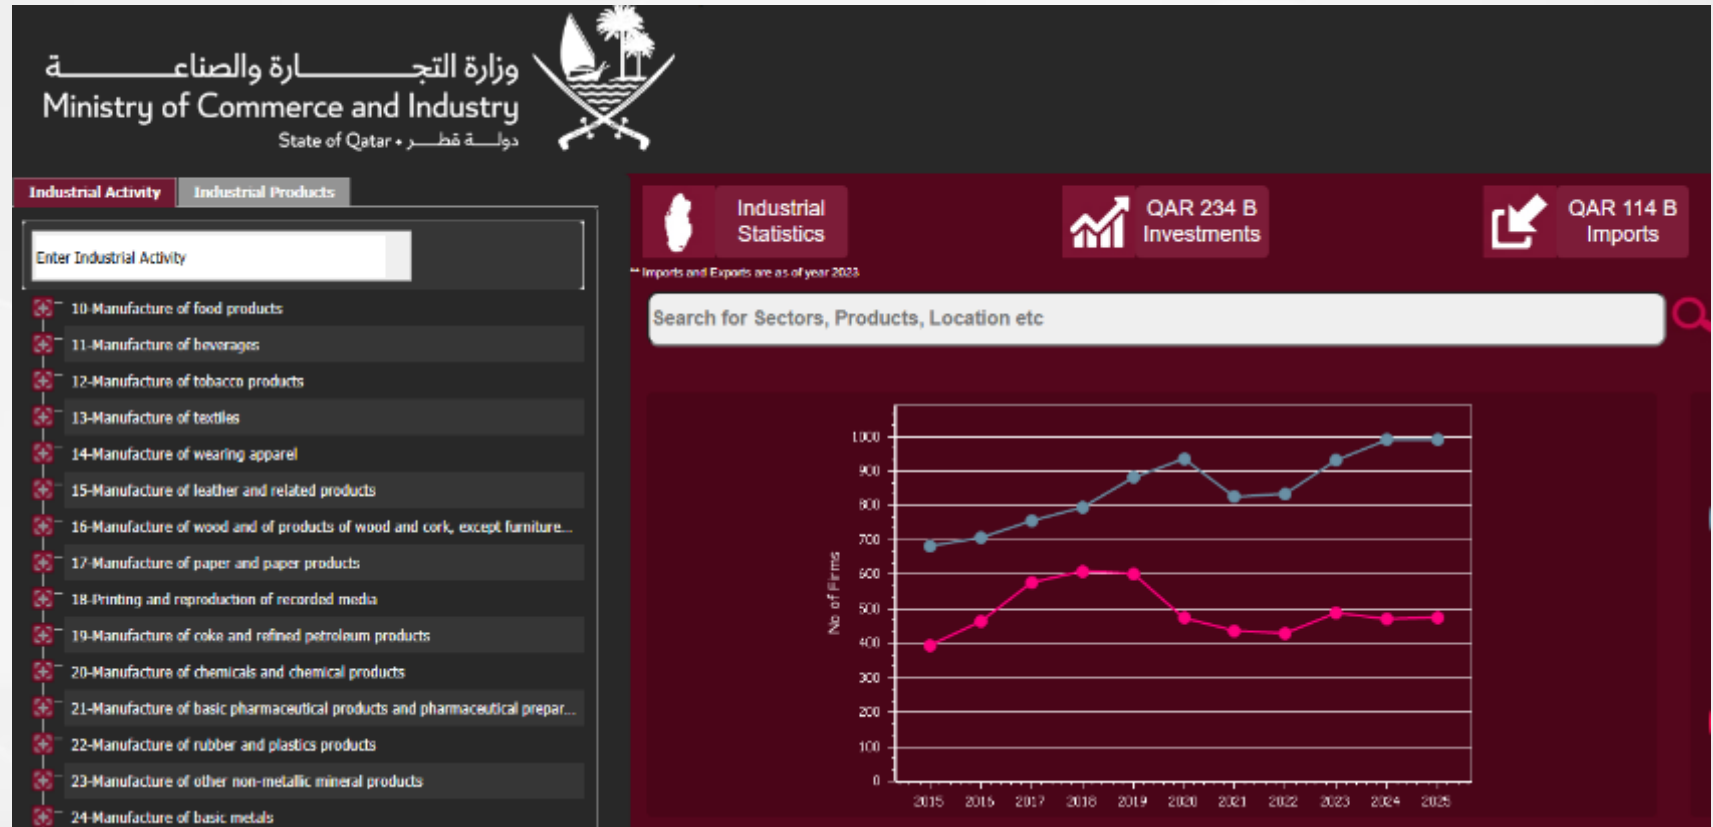 وزارة التجـــــــــارة والصناعـــــــــة
Ministry of Commerce and Industry
State of Qatar • دولـــة قطـــر
Industrial Activity
Industrial Products
Enter Industrial Activity
10-Manufacture of food products
11-Manufacture of beverages
12-Manufacture of tobacco products
13-Manufacture of textiles
14-Manufacture of wearing apparel
15-Manufacture of leather and related products
16-Manufacture of wood and of products of wood and cork, except furniture...
17-Manufacture of paper and paper products
18-Printing and reproduction of recorded media
19-Manufacture of coke and refined petroleum products
20-Manufacture of chemicals and chemical products
21-Manufacture of basic pharmaceutical products and pharmaceutical prepar...
22-Manufacture of rubber and plastics products
23-Manufacture of other non-metallic mineral products
24-Manufacture of basic metals
Industrial
Statistics
QAR 234 B
Investments
QAR 114 B
Imports
** Imports and Exports are as of year 2023
Search for Sectors, Products, Location etc
No of Firms
1000
900
800
700
600
500
400
300
200
100
0
2015 2016 2017 2018 2019 2020 2021 2022 2023 2024 2025